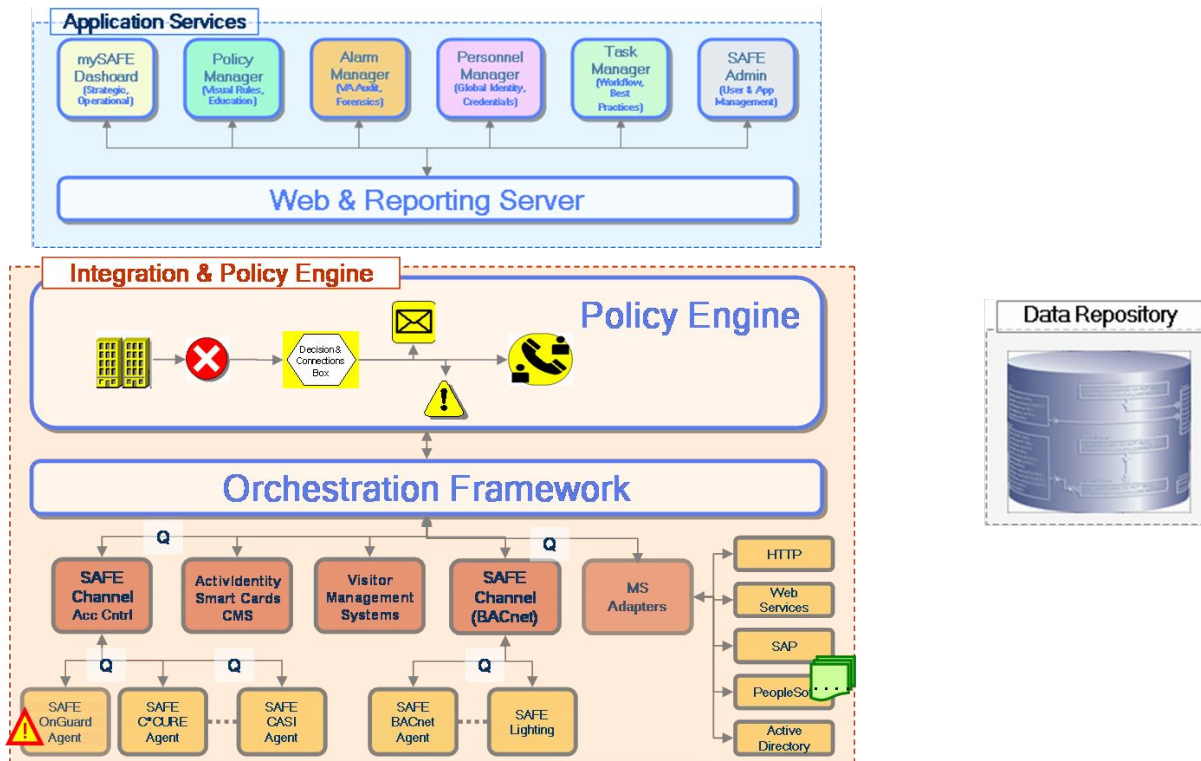 Application Services
mySAFE
Dashoard
(Strategic,
Operational)
Policy
Manager
(Visual Rules,
Education)
Alarm
Manager
(VA Audit,
Forensics)
Personnel
Manager
(Global Identity,
Credentials)
Task
Manager
(Workflow,
Best
Practices)
SAFE
Admin
(User & App
Management)
Web & Reporting Server
Integration & Policy Engine
Policy Engine
Decision &
Connections
Box
Orchestration Framework
Q
Q
SAFE
Channel
Acc Cntrl
ActivIdentity
Smart Cards
CMS
Visitor
Management
Systems
SAFE
Channel
(BACnet)
MS
Adapters
HTTP
Web
Services
SAP
PeopleSo
Active
Directory
Q
Q
Q
SAFE
OnGuard
Agent
SAFE
C*CURE
Agent
SAFE
CASI
Agent
SAFE
BACnet
Agent
SAFE
Lighting
Data Repository